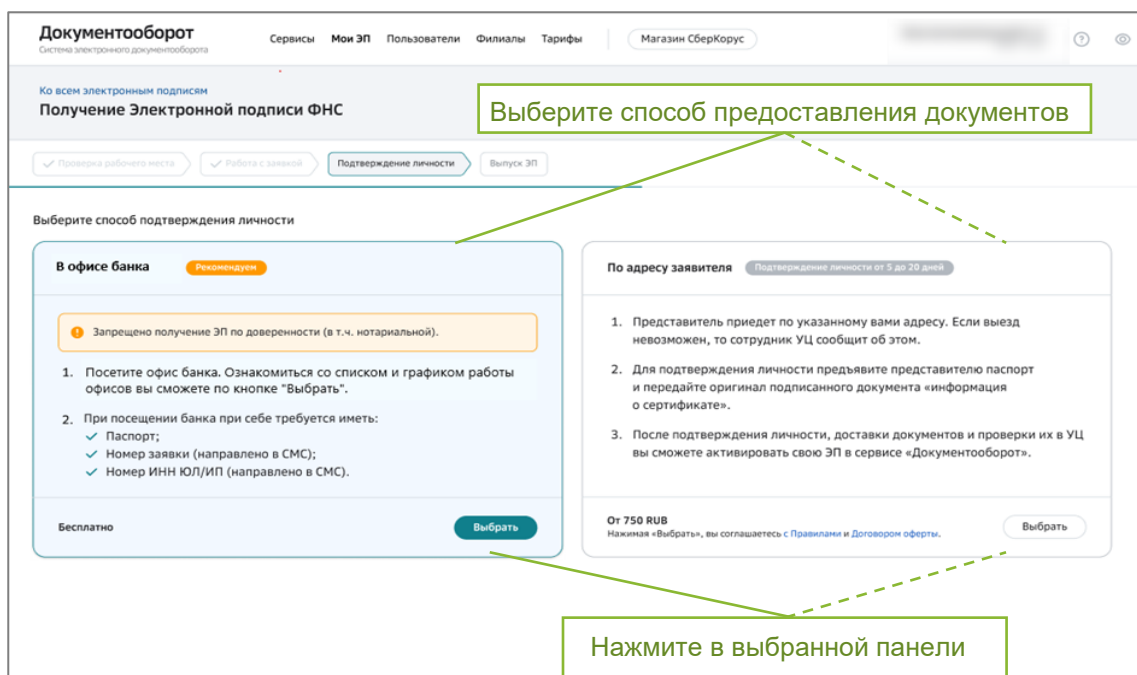 Документооборот
Система электронного документооборота
Сервисы Мои ЭП Пользователи Филиалы Тарифы Магазин СберКорус
Ко всем электронным подписям
Получение Электронной подписи ФНС
Выберите способ предоставления документов
Проверка рабочего места Работа с заявкой Подтверждение личности Выпуск ЭП
Выберите способ подтверждения личности
В офисе банка Рекомендуем
Запрещено получение ЭП по доверенности (в т.ч. нотариальной).
1. Посетите офис банка. Ознакомиться со списком и графиком работы
офисов вы сможете по кнопке "Выбрать".
2. При посещении банка при себе требуется иметь:
Паспорт;
Номер заявки (направлено в СМС);
Номер ИНН ЮЛ/ИП (направлено в СМС).
Бесплатно Выбрать
По адресу заявителя Подтверждение личности от 5 до 20 дней
1. Представитель приедет по указанному вами адресу. Если выезд
невозможен, то сотрудник УЦ сообщит об этом.
2. Для подтверждения личности предъявите представителю паспорт
и передайте оригинал подписанного документа «информация
о сертификате».
3. После подтверждения личности, доставки документов и проверки их в УЦ
вы сможете активировать свою ЭП в сервисе «Документооборот».
От 750 RUB
Нажимая «Выбрать», вы соглашаетесь с Правилами и Договором оферты.
Выбрать
Нажмите в выбранной панели